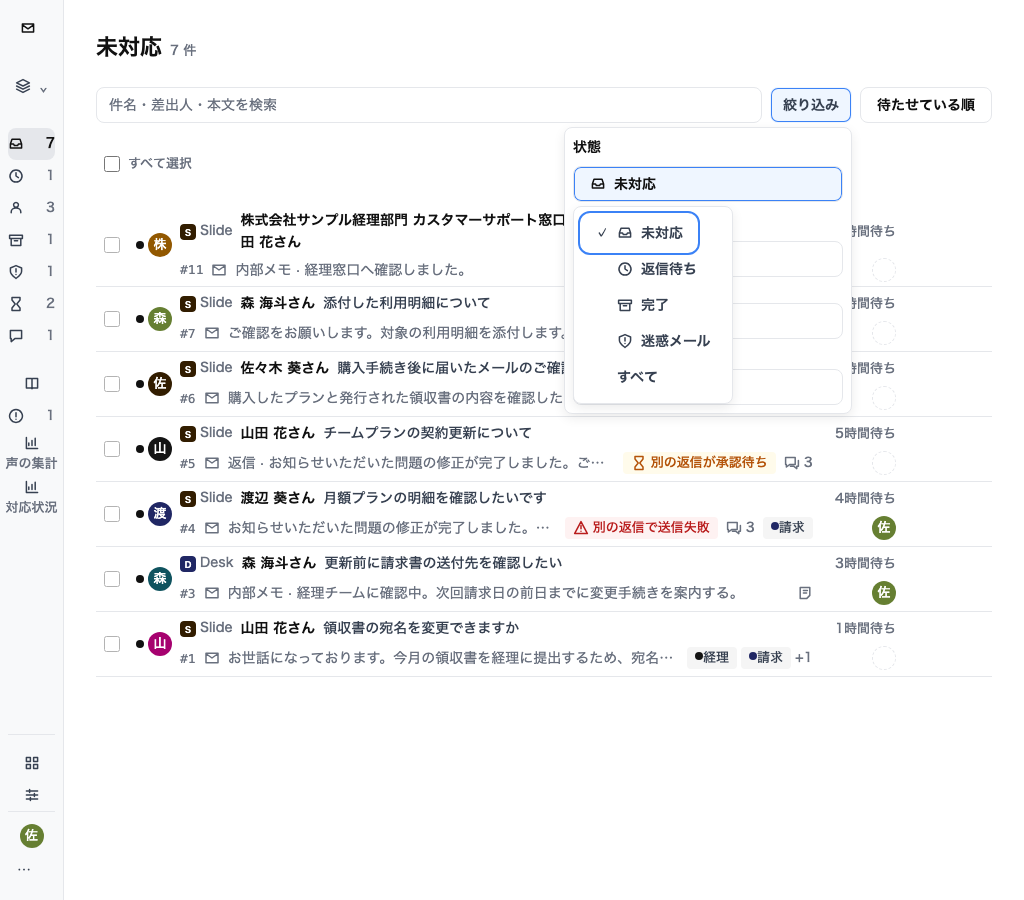 未対応 7 件
件名・差出人・本文を検索
絞り込み
待たせている順
状態
未対応
✓ 未対応
返信待ち
完了
迷惑メール
すべて
すべて選択
7
1
3
1
1
2
1
1
声の集計
対応状況
佐
…
株 S Slide 株式会社サンプル経理部門 カスタマーサポート窓口
田 花さん
時間待ち
#11 内部メモ · 経理窓口へ確認しました。
森 S Slide 森 海斗さん 添付した利用明細について
#7 ご確認をお願いします。対象の利用明細を添付します。
佐 S Slide 佐々木 葵さん 購入手続き後に届いたメールのご確
時間待ち
#6 購入したプランと発行された領収書の内容を確認した
山 S Slide 山田 花さん チームプランの契約更新について 5時間待ち
#5 返信 · お知らせいただいた問題の修正が完了しました。ご… 別の返信が承認待ち 3
渡 S Slide 渡辺 葵さん 月額プランの明細を確認したいです 4時間待ち
#4 お知らせいただいた問題の修正が完了しました。… 別の返信で送信失敗 3 請求 佐
森 D Desk 森 海斗さん 更新前に請求書の送付先を確認したい 3時間待ち
#3 内部メモ · 経理チームに確認中。次回請求日の前日までに変更手続きを案内する。 佐
山 S Slide 山田 花さん 領収書の宛名を変更できますか 1時間待ち
#1 お世話になっております。今月の領収書を経理に提出するため、宛名… 経理 請求 +1